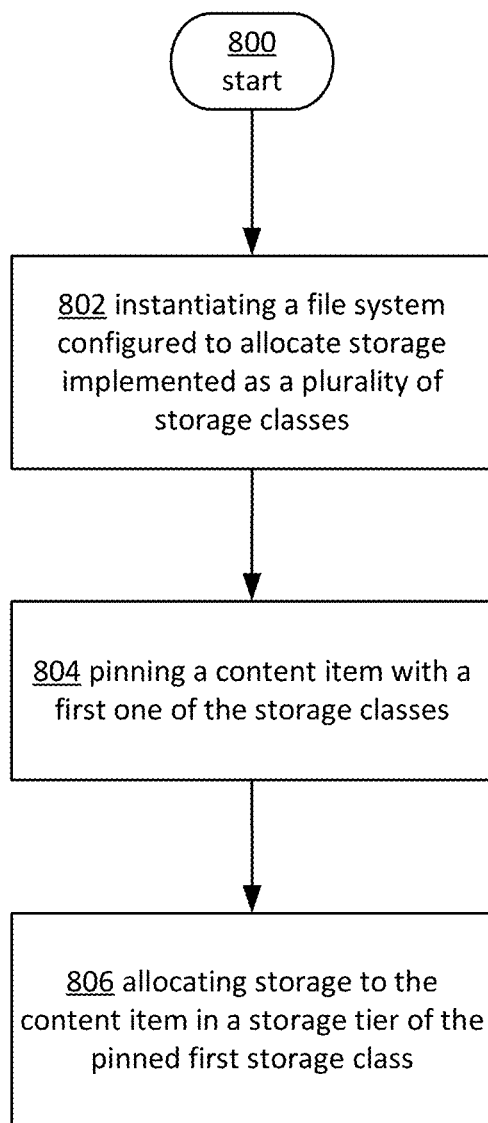 800
start
802 instantiating a file system
configured to allocate storage
implemented as a plurality of
storage classes
804 pinning a content item with a
first one of the storage classes
806 allocating storage to the
content item in a storage tier of the
pinned first storage class